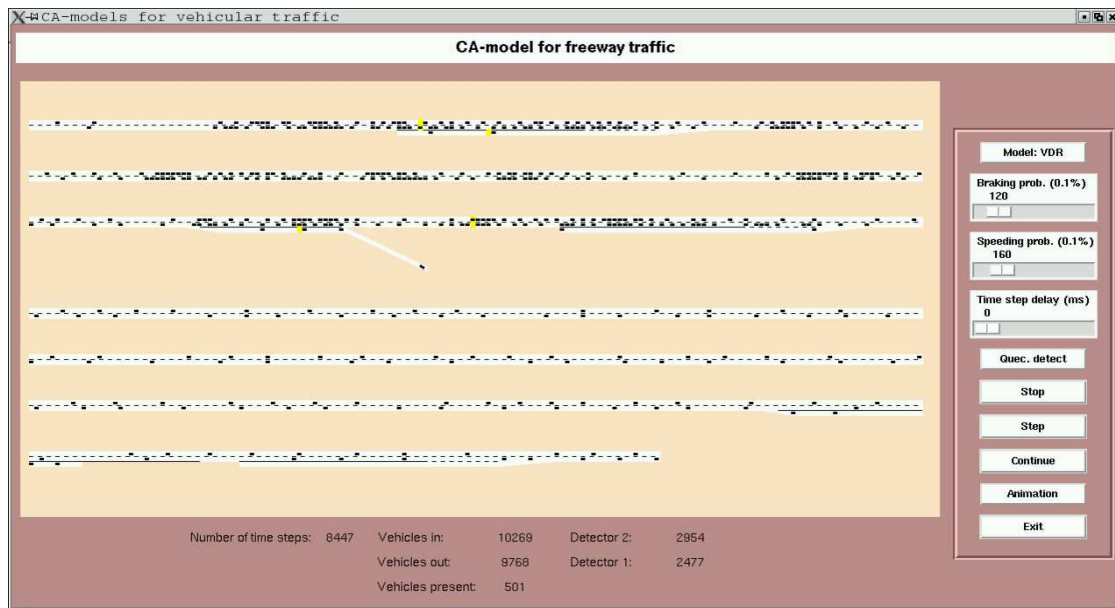 CA-models for vehicular traffic
CA-model for freeway traffic
Model: VDR
Braking prob. (0.1%)
120
Speeding prob. (0.1%)
160
Time step delay (ms)
0
Quec. detect
Stop
Step
Continue
Animation
Exit
Number of time steps: 8447 Vehicles in: 10269 Detector 2: 2954
Vehicles out: 9768 Detector 1: 2477
Vehicles present: 501